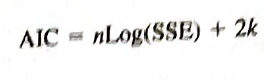 AIC = nLog(SSE) + 2k